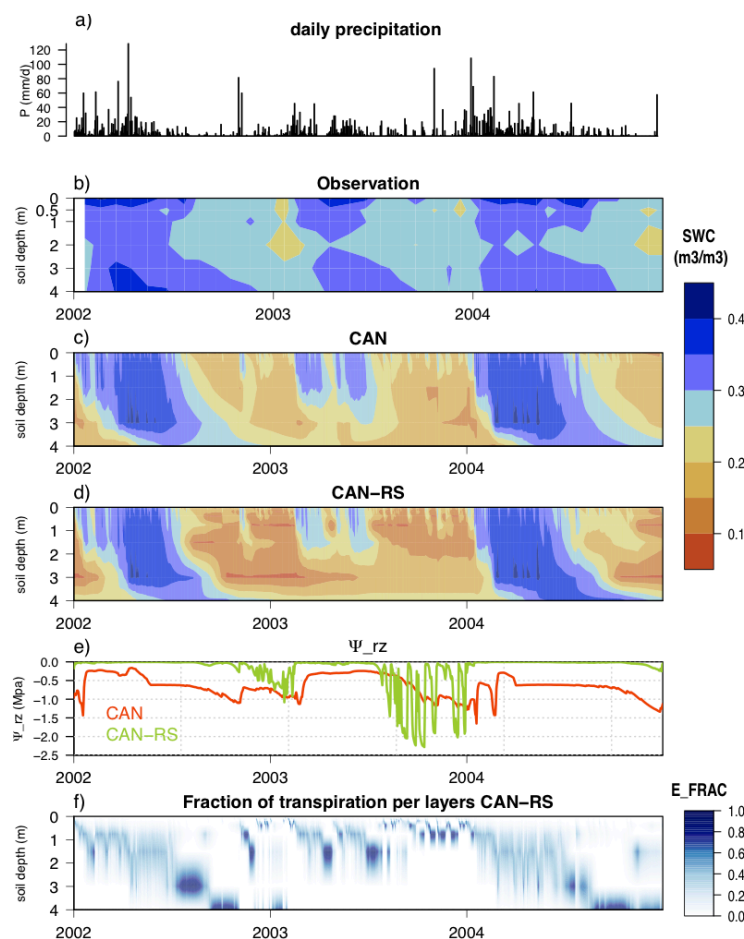 a)
daily precipitation
P (mm/d)
120
100
80
60
40
20
0
b)
Observation
soil depth (m)
0
0.5
1
2
3
4
2002
2003
2004
SWC
(m3/m3)
0.4
0.3
0.2
0.1
c)
CAN
soil depth (m)
0
1
2
3
4
2002
2003
2004
d)
CAN−RS
soil depth (m)
0
1
2
3
4
2002
2003
2004
e)
Ψ_rz
Ψ_rz (Mpa)
0.0
−0.5
−1.0
−1.5
−2.0
−2.5
CAN
CAN−RS
2002
2003
2004
f)
Fraction of transpiration per layers CAN−RS
soil depth (m)
0
1
2
3
4
2002
2003
2004
E_FRAC
1.0
0.8
0.6
0.4
0.2
0.0